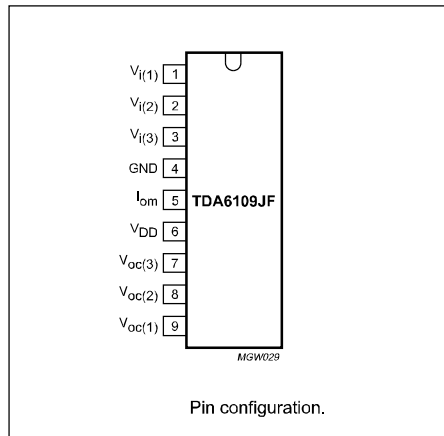 Vi(1) 1
Vi(2) 2
Vi(3) 3
GND 4
Iom 5
TDA6109JF
VDD 6
Voc(3) 7
Voc(2) 8
Voc(1) 9
MGW029
Pin configuration.